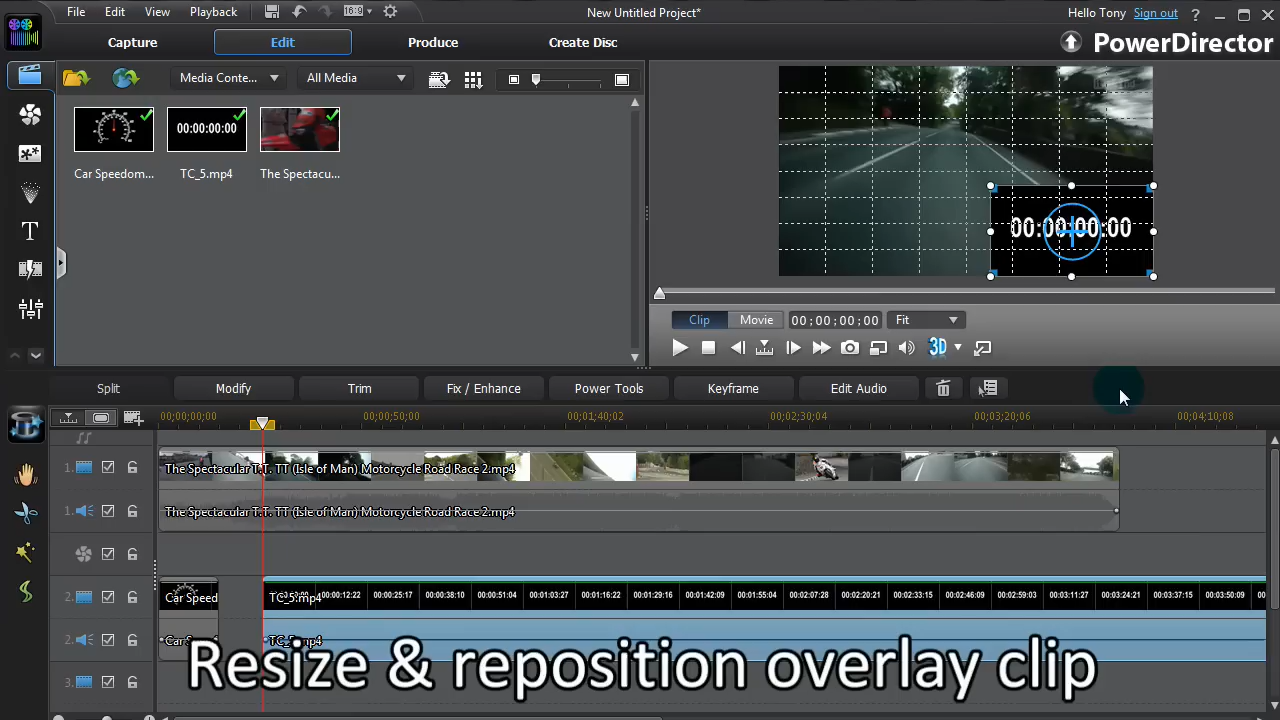 File Edit View Playback 16:9 New Untitled Project* Hello Tony Sign out ?
Capture Edit Produce Create Disc PowerDirector
Media Conte... All Media
00:00:00:00
Car Speedom... TC_5.mp4 The Spectacu...
00:00:00:00
Clip Movie 00;00;00;00 Fit
3D
Split Modify Trim Fix / Enhance Power Tools Keyframe Edit Audio
00;00;00;00 00;00;50;00 00;01;40;02 00;02;30;04 00;03;20;06 00;04;10;08
1. The Spectacular T.T. TT (Isle of Man) Motorcycle Road Race 2.mp4
1. The Spectacular T.T. TT (Isle of Man) Motorcycle Road Race 2.mp4
2. Car Speed TC_5.mp4 00:00:12:22 00:00:25:17 00:00:38:10 00:00:51:04 00:01:03:27 00:01:16:22 00:01:29:16 00:01:42:09 00:01:55:04 00:02:07:28 00:02:20:21 00:02:33:15 00:02:46:09 00:02:59:03 00:03:11:27 00:03:24:21 00:03:37:15 00:03:50:09
2. TC_5.mp4
Resize & reposition overlay clip
3.